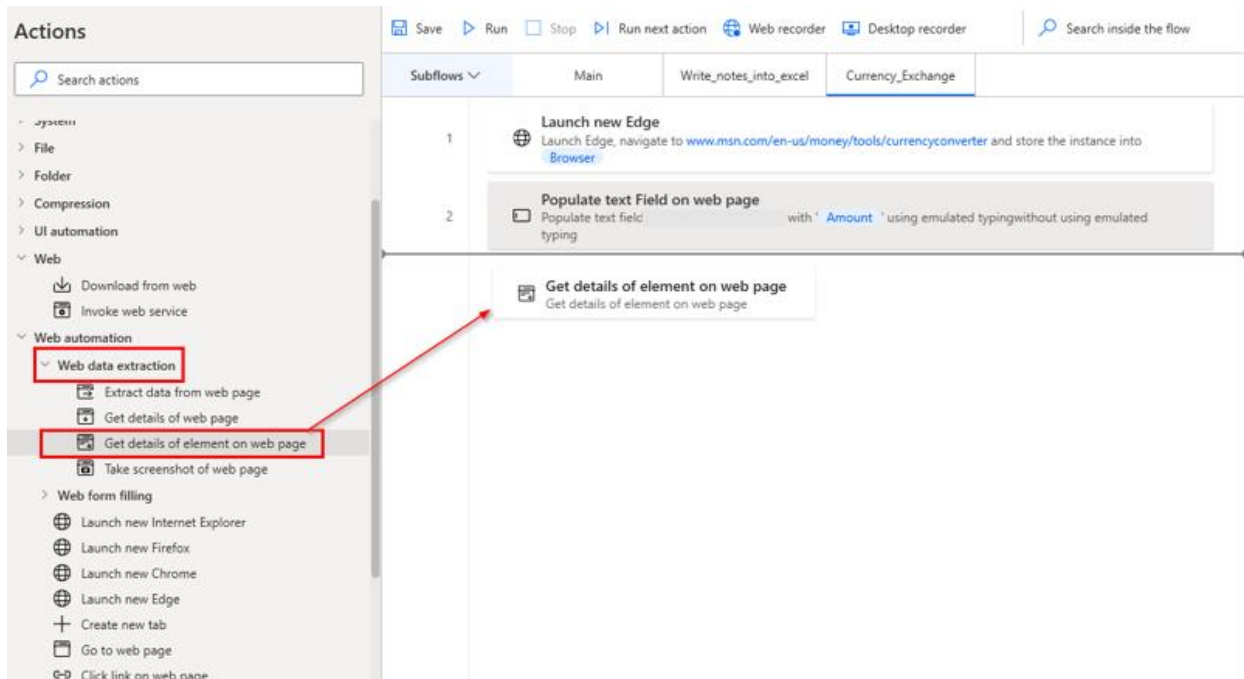 Actions
Search actions
System
File
Folder
Compression
UI automation
Web
Download from web
Invoke web service
Web automation
Web data extraction
Extract data from web page
Get details of web page
Get details of element on web page
Take screenshot of web page
Web form filling
Launch new Internet Explorer
Launch new Firefox
Launch new Chrome
Launch new Edge
Create new tab
Go to web page
Click link on web page
Save Run Stop Run next action Web recorder Desktop recorder Search inside the flow
Subflows Main Write_notes_into_excel Currency_Exchange
1
Launch new Edge
Launch Edge, navigate to www.msn.com/en-us/money/tools/currencyconverter and store the instance into
Browser
2
Populate text Field on web page
Populate text field with ' Amount ' using emulated typingwithout using emulated
typing
Get details of element on web page
Get details of element on web page